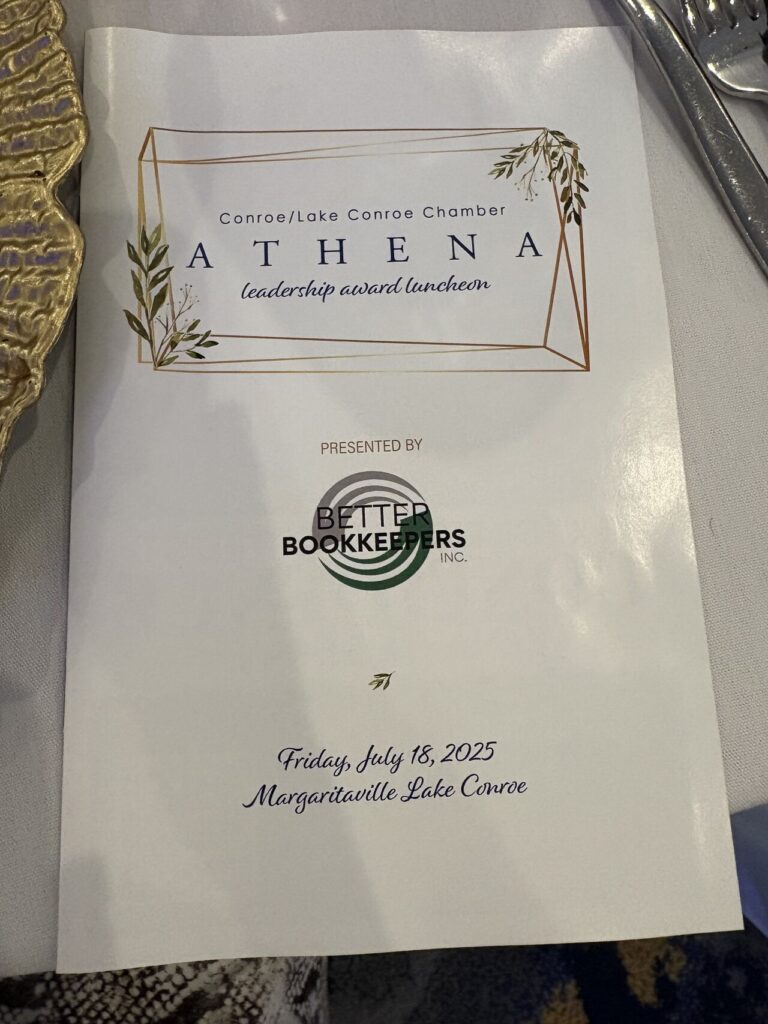 Conroe/Lake Conroe Chamber
ATHENA
leadership award luncheon
PRESENTED BY
BETTER
BOOKKEEPERS
INC.
Friday, July 18, 2025
Margaritaville Lake Conroe